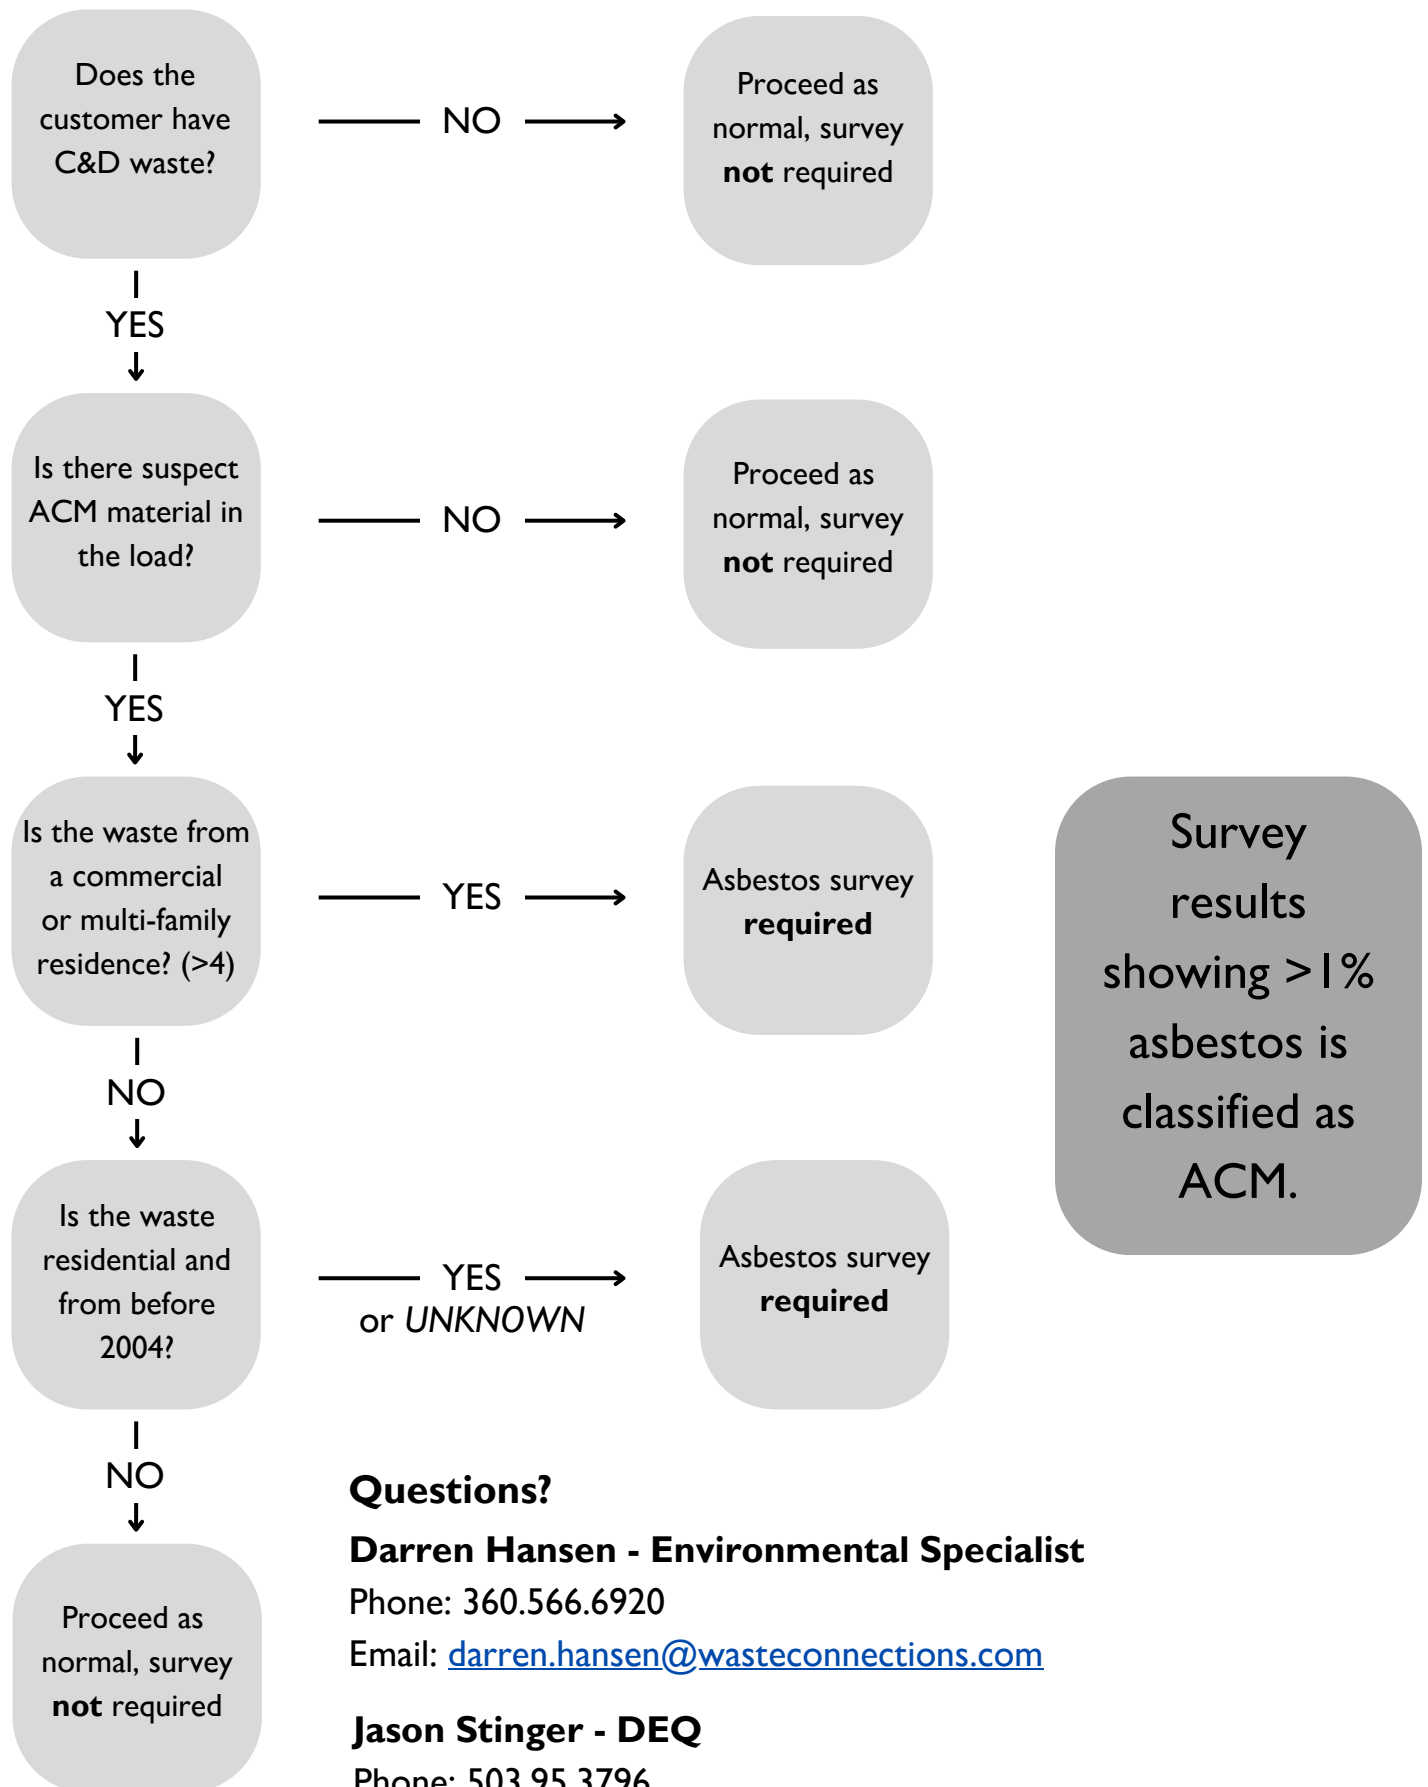 Does the
customer have
C&D waste?
NO
Proceed as
normal, survey
not required
YES
Is there suspect
ACM material in
the load?
NO
Proceed as
normal, survey
not required
YES
Is the waste from
a commercial
or multi-family
residence? (>4)
YES
Asbestos survey
required
Survey
results
showing >1%
asbestos is
classified as
ACM.
NO
Is the waste
residential and
from before
2004?
YES
or UNKNOWN
Asbestos survey
required
NO
Proceed as
normal, survey
not required
Questions?
Darren Hansen - Environmental Specialist
Phone: 360.566.6920
Email: darren.hansen@wasteconnections.com
Jason Stinger - DEQ
Phone: 503.95.3796